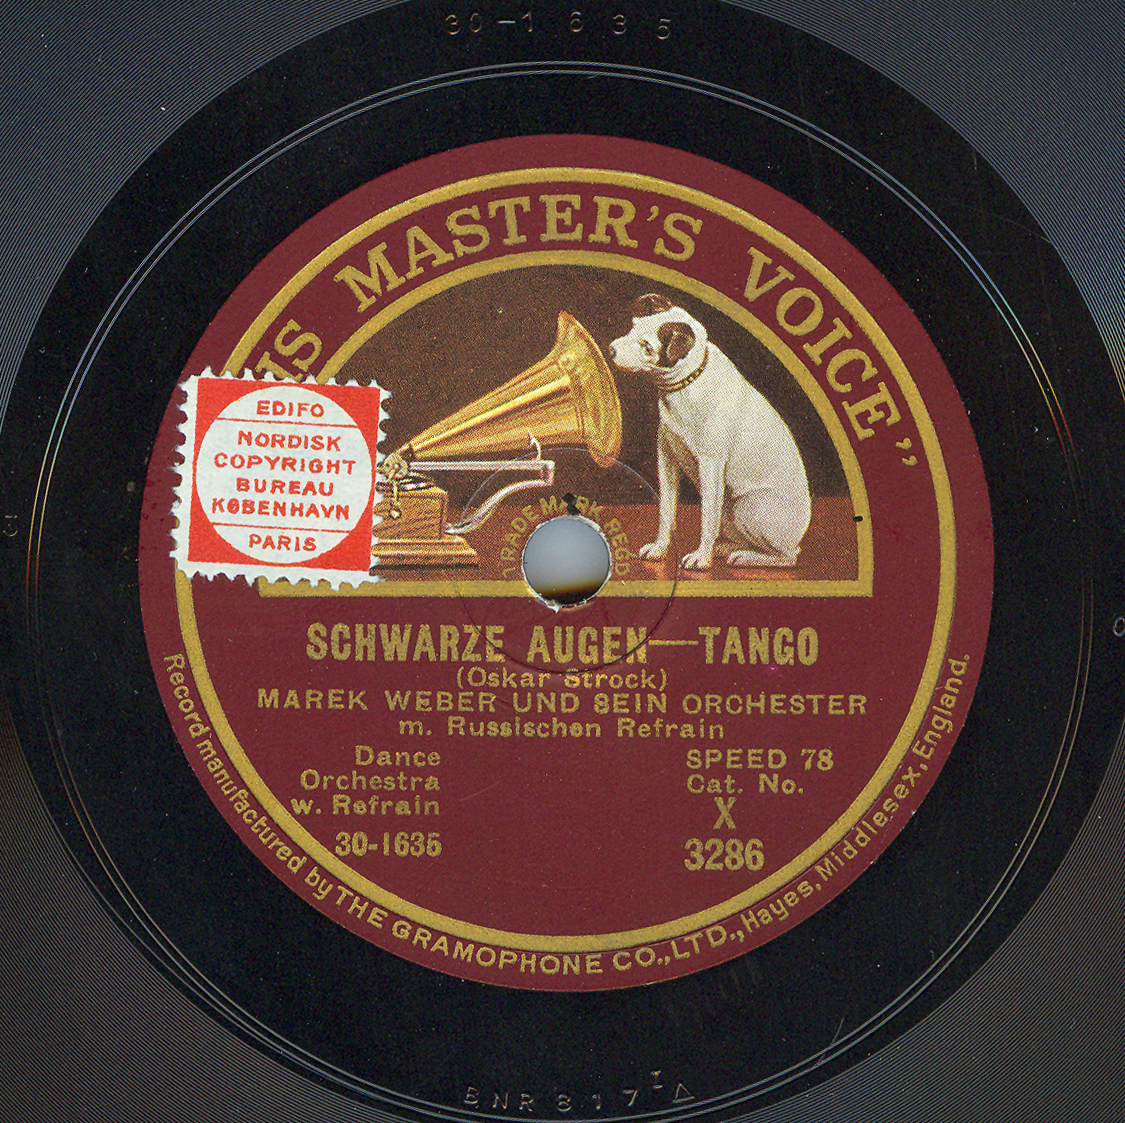 30-1635
IS MASTER'S VOICE"
EDIFO
NORDISK
COPYRIGHT
BUREAU
KØBENHAVN
PARIS
TRADE MARK REGD
SCHWARZE AUGEN—TANGO
(Oskar Strock)
MAREK WEBER UND SEIN ORCHESTER
m. Russischen Refrain
Dance
Orchestra
w. Refrain
30-1635
SPEED 78
Cat. No.
X
3286
Record manufactured by THE GRAMOPHONE CO., LTD., Hayes, Middlesex, England.
BNR 817 I Δ